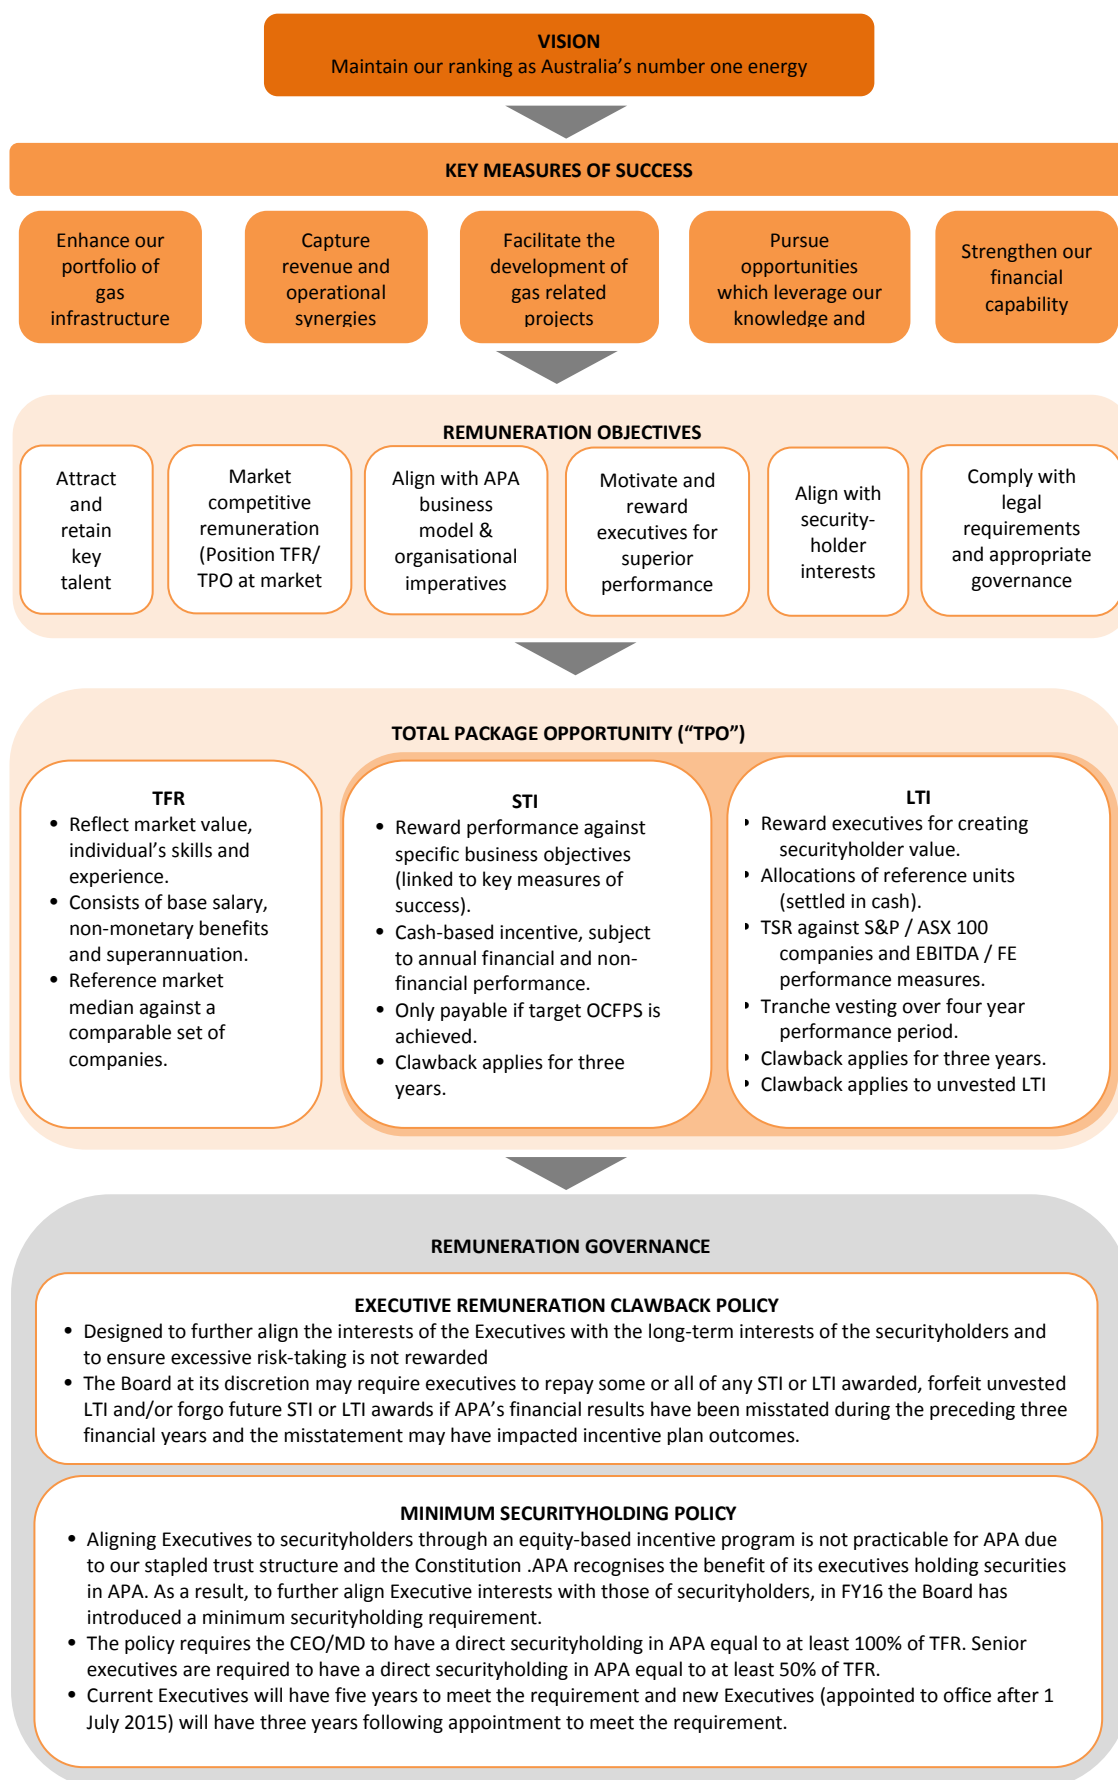 VISION
Maintain our ranking as Australia's number one energy
KEY MEASURES OF SUCCESS
Enhance our
portfolio of
gas
infrastructure
Capture
revenue and
operational
synergies
Facilitate the
development of
gas related
projects
Pursue
opportunities
which leverage our
knowledge and
Strengthen our
financial
capability
REMUNERATION OBJECTIVES
Attract
and
retain
key
talent
Market
competitive
remuneration
(Position TFR/
TPO at market
Align with APA
business
model &
organisational
imperatives
Motivate and
reward
executives for
superior
performance
Align with
security-
holder
interests
Comply with
legal
requirements
and appropriate
governance
TOTAL PACKAGE OPPORTUNITY ("TPO")
TFR
• Reflect market value,
individual's skills and
experience.
• Consists of base salary,
non-monetary benefits
and superannuation.
• Reference market
median against a
comparable set of
companies.
STI
• Reward performance against
specific business objectives
(linked to key measures of
success).
• Cash-based incentive, subject
to annual financial and non-
financial performance.
• Only payable if target OCFPS is
achieved.
• Clawback applies for three
years.
LTI
• Reward executives for creating
securityholder value.
• Allocations of reference units
(settled in cash).
• TSR against S&P / ASX 100
companies and EBITDA / FE
performance measures.
• Tranche vesting over four year
performance period.
• Clawback applies for three years.
• Clawback applies to unvested LTI
REMUNERATION GOVERNANCE
EXECUTIVE REMUNERATION CLAWBACK POLICY
• Designed to further align the interests of the Executives with the long-term interests of the securityholders and
to ensure excessive risk-taking is not rewarded
• The Board at its discretion may require executives to repay some or all of any STI or LTI awarded, forfeit unvested
LTI and/or forgo future STI or LTI awards if APA's financial results have been misstated during the preceding three
financial years and the misstatement may have impacted incentive plan outcomes.
MINIMUM SECURITYHOLDING POLICY
• Aligning Executives to securityholders through an equity-based incentive program is not practicable for APA due
to our stapled trust structure and the Constitution .APA recognises the benefit of its executives holding securities
in APA. As a result, to further align Executive interests with those of securityholders, in FY16 the Board has
introduced a minimum securityholding requirement.
• The policy requires the CEO/MD to have a direct securityholding in APA equal to at least 100% of TFR. Senior
executives are required to have a direct securityholding in APA equal to at least 50% of TFR.
• Current Executives will have five years to meet the requirement and new Executives (appointed to office after 1
July 2015) will have three years following appointment to meet the requirement.